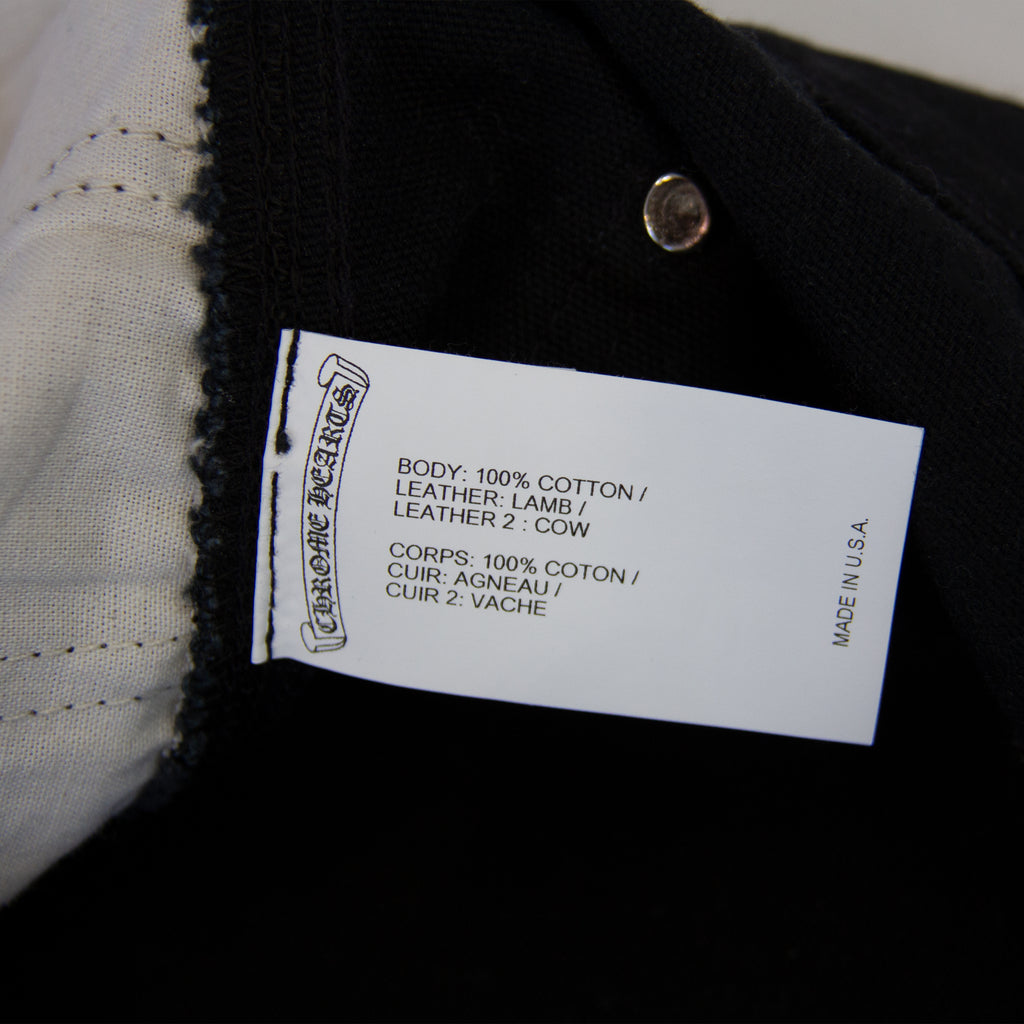 CHROME HEARTS
BODY: 100% COTTON /
LEATHER: LAMB /
LEATHER 2 : COW
CORPS: 100% COTON /
CUIR: AGNEAU /
CUIR 2: VACHE
MADE IN U.S.A.